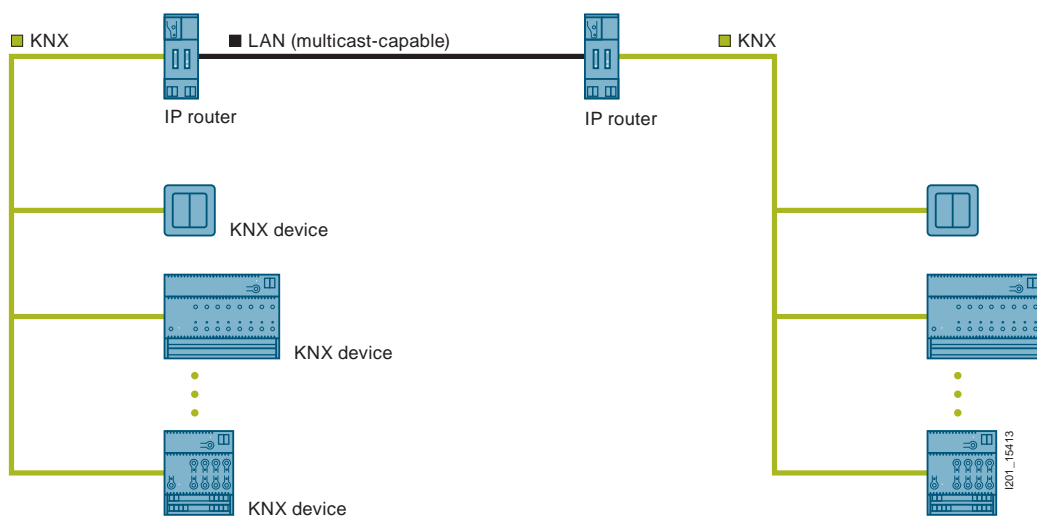 KNX
LAN (multicast-capable)
KNX
IP router
IP router
KNX device
KNX device
KNX device
I201_15413